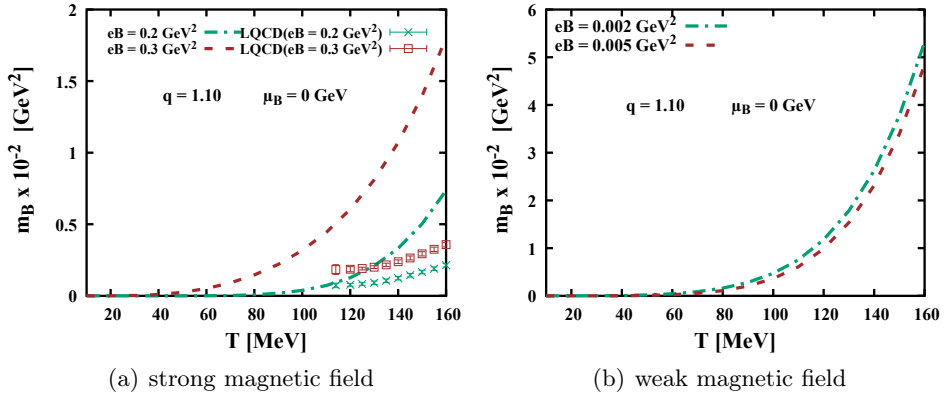 eB = 0.2 GeV²
eB = 0.3 GeV²
LQCD(eB = 0.2 GeV²)
LQCD(eB = 0.3 GeV²)
q = 1.10 μ_B = 0 GeV
m_B x 10⁻² [GeV²]
2
1.5
1
0.5
0
20 40 60 80 100 120 140 160
T [MeV]
(a) strong magnetic field
eB = 0.002 GeV²
eB = 0.005 GeV²
q = 1.10 μ_B = 0 GeV
m_B x 10⁻² [GeV²]
6
5
4
3
2
1
0
20 40 60 80 100 120 140 160
T [MeV]
(b) weak magnetic field